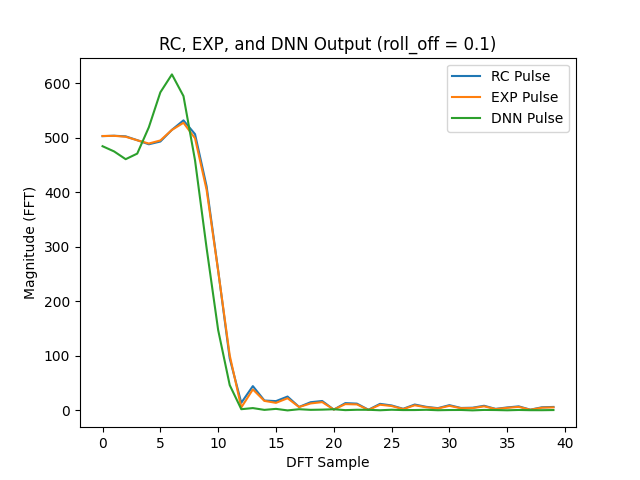 RC, EXP, and DNN Output (roll_off = 0.1)
RC Pulse
EXP Pulse
DNN Pulse
Magnitude (FFT)
600
500
400
300
200
100
0
0 5 10 15 20 25 30 35 40
DFT Sample